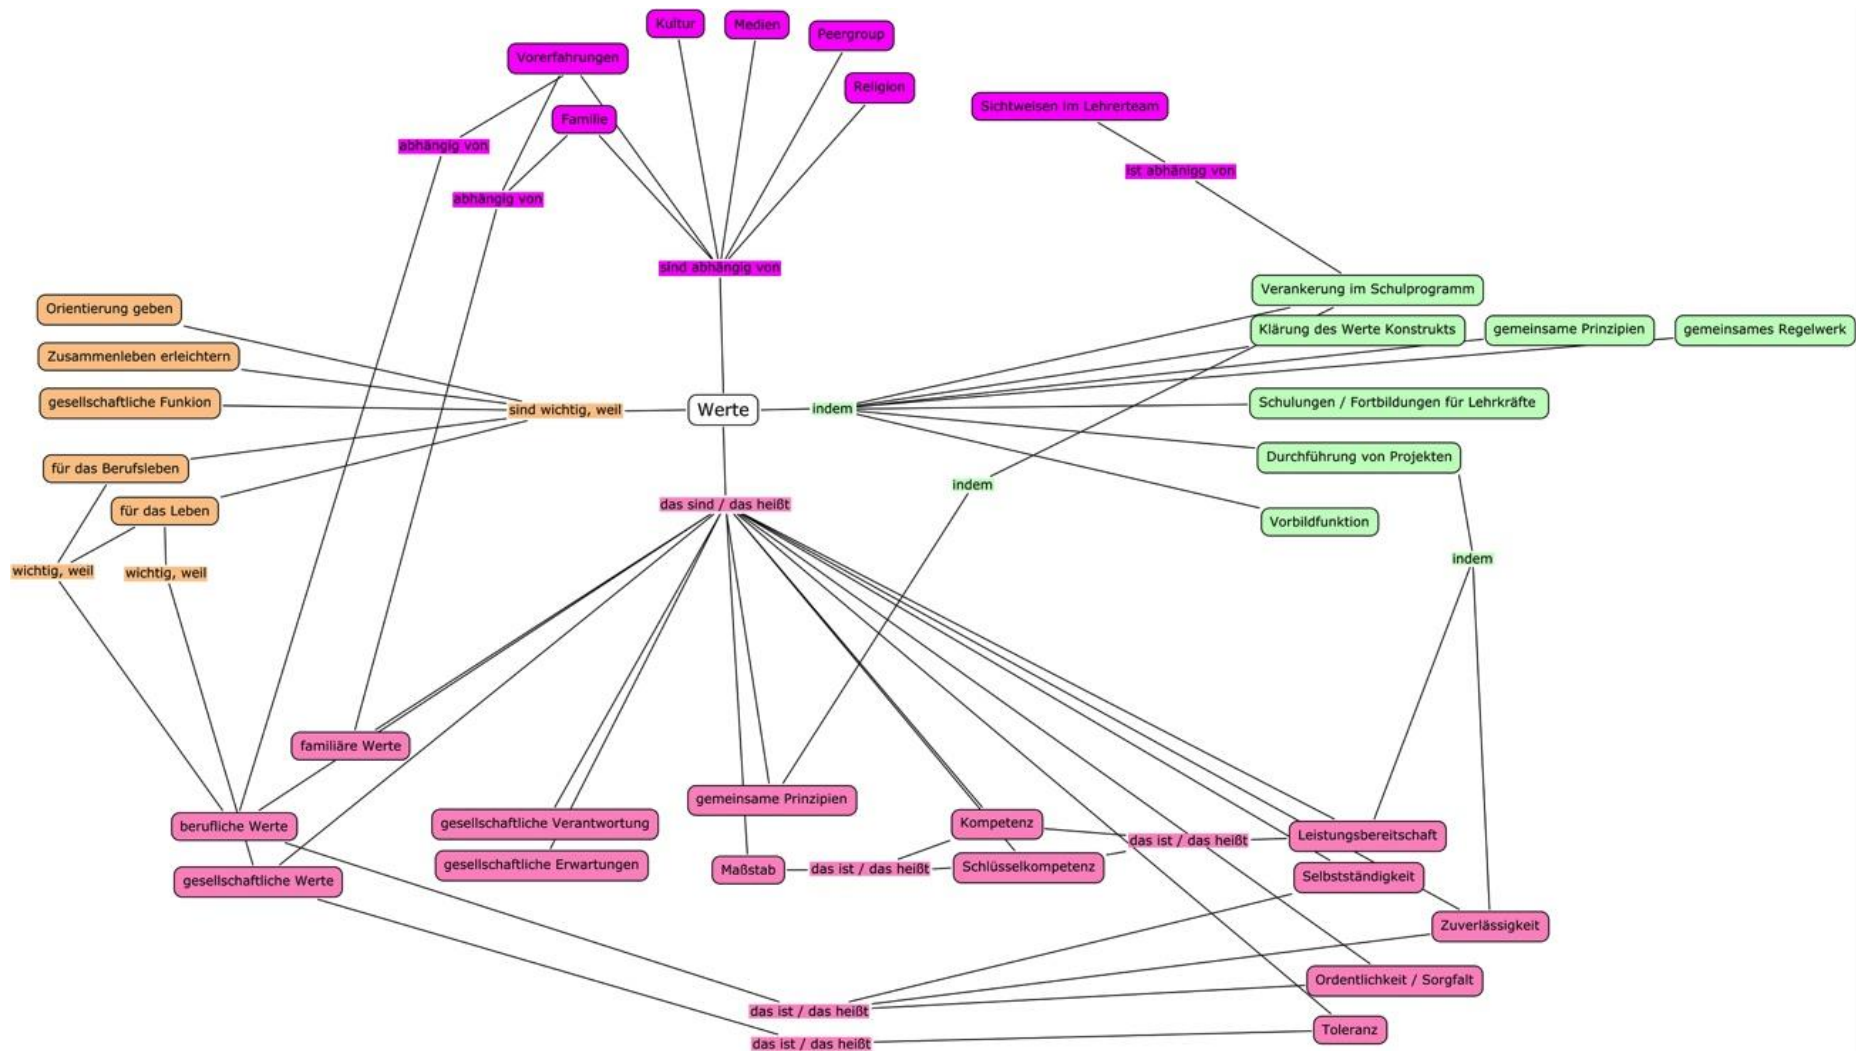 Kultur
Medien
Peergroup
Vorerfahrungen
Religion
Familie
Sichtweisen im Lehrerteam
abhängig von
ist abhänigg von
abhängig von
sind abhängig von
Verankerung im Schulprogramm
Orientierung geben
Klärung des Werte Konstrukts
gemeinsame Prinzipien
gemeinsames Regelwerk
Zusammenleben erleichtern
gesellschaftliche Funkion
sind wichtig, weil
Werte
indem
Schulungen / Fortbildungen für Lehrkräfte
für das Berufsleben
Durchführung von Projekten
indem
für das Leben
das sind / das heißt
Vorbildfunktion
wichtig, weil
wichtig, weil
indem
familiäre Werte
gemeinsame Prinzipien
berufliche Werte
gesellschaftliche Verantwortung
Kompetenz
das ist / das heißt
Leistungsbereitschaft
gesellschaftliche Erwartungen
Maßstab
das ist / das heißt
Schlüsselkompetenz
gesellschaftliche Werte
Selbstständigkeit
Zuverlässigkeit
Ordentlichkeit / Sorgfalt
das ist / das heißt
Toleranz
das ist / das heißt